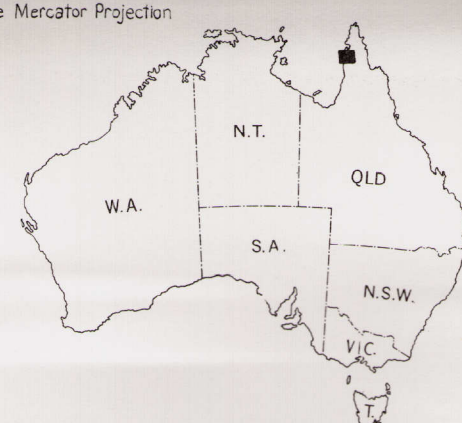 e Mercator Projection
N.T.
QLD
W.A.
S.A.
N.S.W.
VIC.
T.